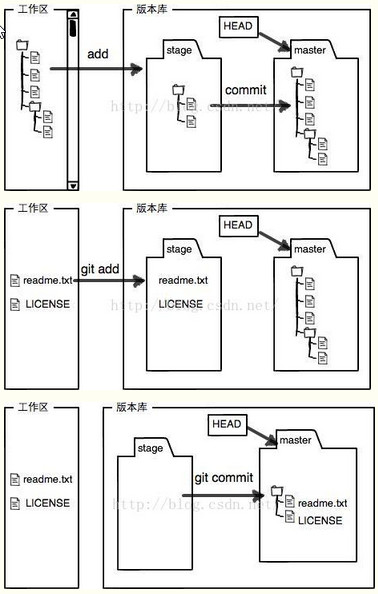 工作区
版本库
HEAD
add
stage
master
commit
http://blog.csdn.net/
工作区
版本库
HEAD
stage
master
git add
readme.txt
readme.txt
LICENSE
LICENSE
http://blog.csdn.net/
工作区
版本库
HEAD
stage
master
git commit
readme.txt
readme.txt
LICENSE
LICENSE
http://blog.csdn.net/